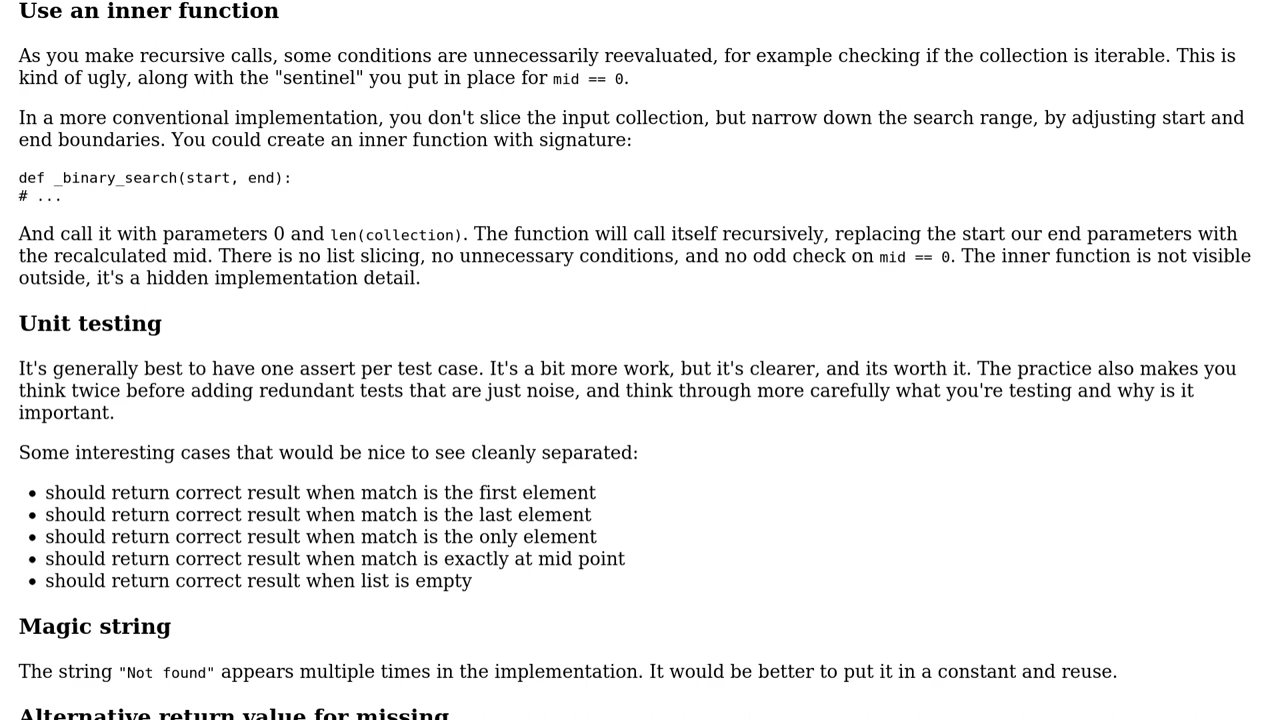 Use an inner function
As you make recursive calls, some conditions are unnecessarily reevaluated, for example checking if the collection is iterable. This is
kind of ugly, along with the "sentinel" you put in place for mid == 0.
In a more conventional implementation, you don't slice the input collection, but narrow down the search range, by adjusting start and
end boundaries. You could create an inner function with signature:
def _binary_search(start, end):
# ...
And call it with parameters 0 and len(collection). The function will call itself recursively, replacing the start our end parameters with
the recalculated mid. There is no list slicing, no unnecessary conditions, and no odd check on mid == 0. The inner function is not visible
outside, it's a hidden implementation detail.
Unit testing
It's generally best to have one assert per test case. It's a bit more work, but it's clearer, and its worth it. The practice also makes you
think twice before adding redundant tests that are just noise, and think through more carefully what you're testing and why is it
important.
Some interesting cases that would be nice to see cleanly separated:
• should return correct result when match is the first element
• should return correct result when match is the last element
• should return correct result when match is the only element
• should return correct result when match is exactly at mid point
• should return correct result when list is empty
Magic string
The string "Not found" appears multiple times in the implementation. It would be better to put it in a constant and reuse.
Alternative return value for missing